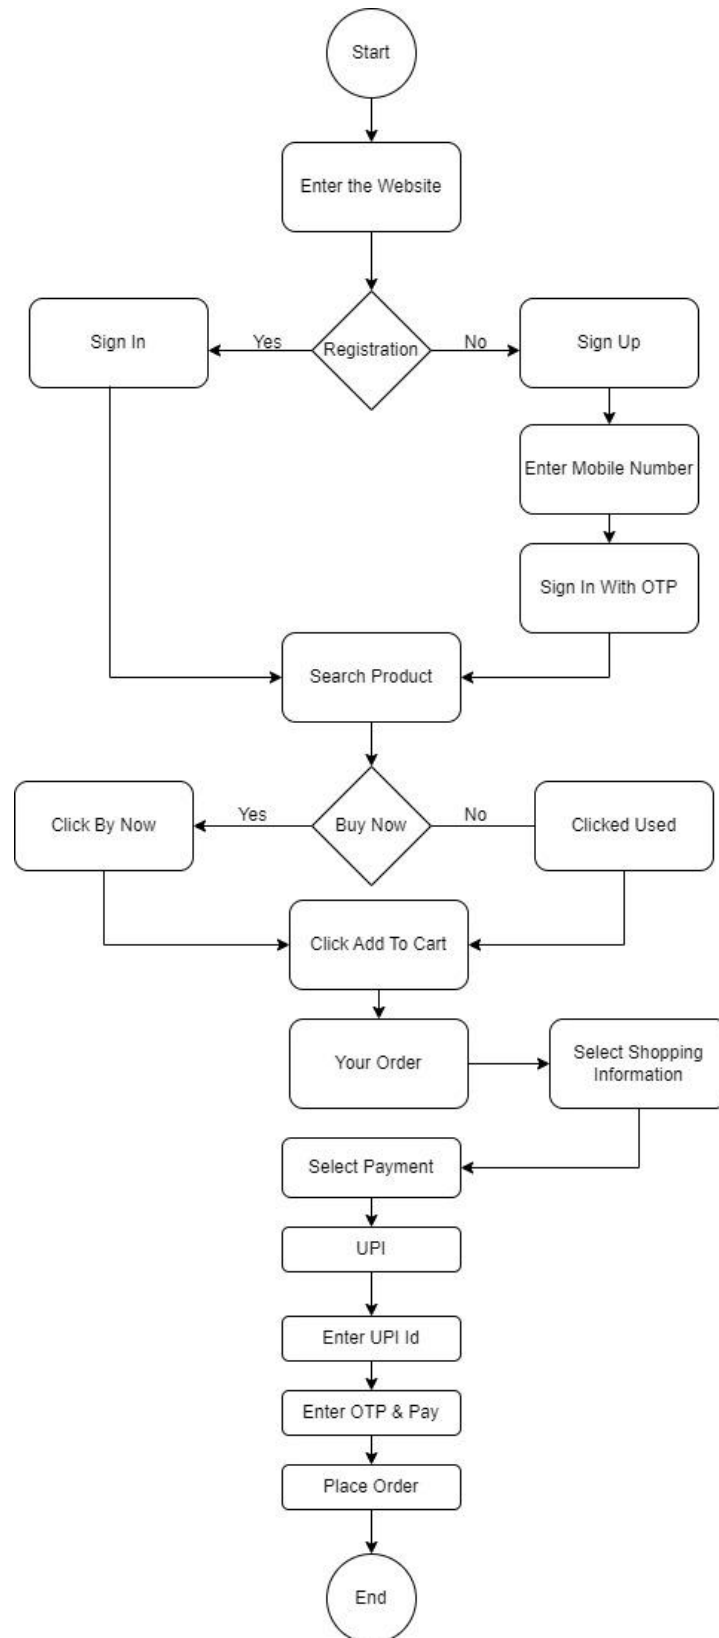 Start
Enter the Website
Sign In
Yes
Registration
No
Sign Up
Enter Mobile Number
Sign In With OTP
Search Product
Click By Now
Yes
Buy Now
No
Clicked Used
Click Add To Cart
Your Order
Select Shopping
Information
Select Payment
UPI
Enter UPI Id
Enter OTP & Pay
Place Order
End